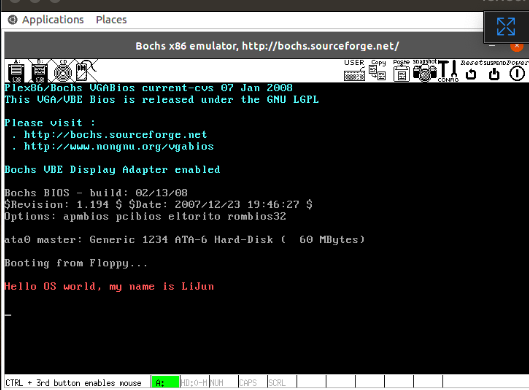 Applications Places
Bochs x86 emulator, http://bochs.sourceforge.net/
USER Copy Paste Snapshot Reset SUSPEND Power
CONFIG
Plex86/Bochs VGABios current-cvs 07 Jan 2008
This VGA/VBE Bios is released under the GNU LGPL
Please visit :
. http://bochs.sourceforge.net
. http://www.nongnu.org/vgabios
Bochs VBE Display Adapter enabled
Bochs BIOS - build: 02/13/08
$Revision: 1.194 $ $Date: 2007/12/23 19:46:27 $
Options: apmbios pcibios eltorito rombios32
ata0 master: Generic 1234 ATA-6 Hard-Disk ( 60 MBytes)
Booting from Floppy...
Hello OS world, my name is LiJun
_
CTRL + 3rd button enables mouse A: HD:0-M NUM CAPS SCRL